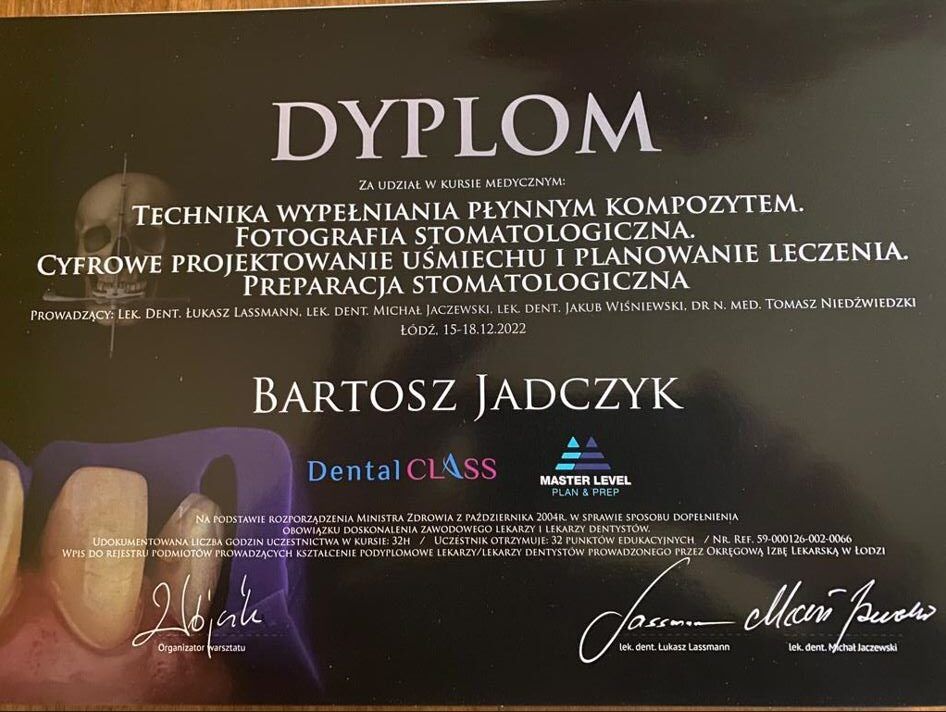 DYPLOM
ZA UDZIAŁ W KURSIE MEDYCZNYM:
TECHNIKA WYPEŁNIANIA PŁYNNYM KOMPOZYTEM.
FOTOGRAFIA STOMATOLOGICZNA.
CYFROWE PROJEKTOWANIE UŚMIECHU I PLANOWANIE LECZENIA.
PREPARACJA STOMATOLOGICZNA
PROWADZĄCY: LEK. DENT. ŁUKASZ LASSMANN, LEK. DENT. MICHAŁ JACZEWSKI, LEK. DENT. JAKUB WIŚNIEWSKI, DR N. MED. TOMASZ NIEDŹWIEDZKI
ŁÓDŹ, 15-18.12.2022
BARTOSZ JADCZYK
Dental CLASS
MASTER LEVEL
PLAN & PREP
NA PODSTAWIE ROZPORZĄDZENIA MINISTRA ZDROWIA Z PAŹDZIERNIKA 2004R. W SPRAWIE SPOSOBU DOPEŁNIENIA
OBOWIĄZKU DOSKONALENIA ZAWODOWEGO LEKARZY I LEKARZY DENTYSTÓW.
UDOKUMENTOWANA LICZBA GODZIN UCZESTNICTWA W KURSIE: 32H / UCZESTNIK OTRZYMUJE: 32 PUNKTÓW EDUKACYJNYCH / NR. REF. 59-000126-002-0066
WPIS DO REJESTRU PODMIOTÓW PROWADZĄCYCH KSZTAŁCENIE PODYPLOMOWE LEKARZY/LEKARZY DENTYSTÓW PROWADZONEGO PRZEZ OKRĘGOWĄ IZBĘ LEKARSKĄ W ŁODZI
Wójcik
Lassmann
Organizator warsztatu
lek. dent. Łukasz Lassmann
lek. dent. Michał Jaczewski